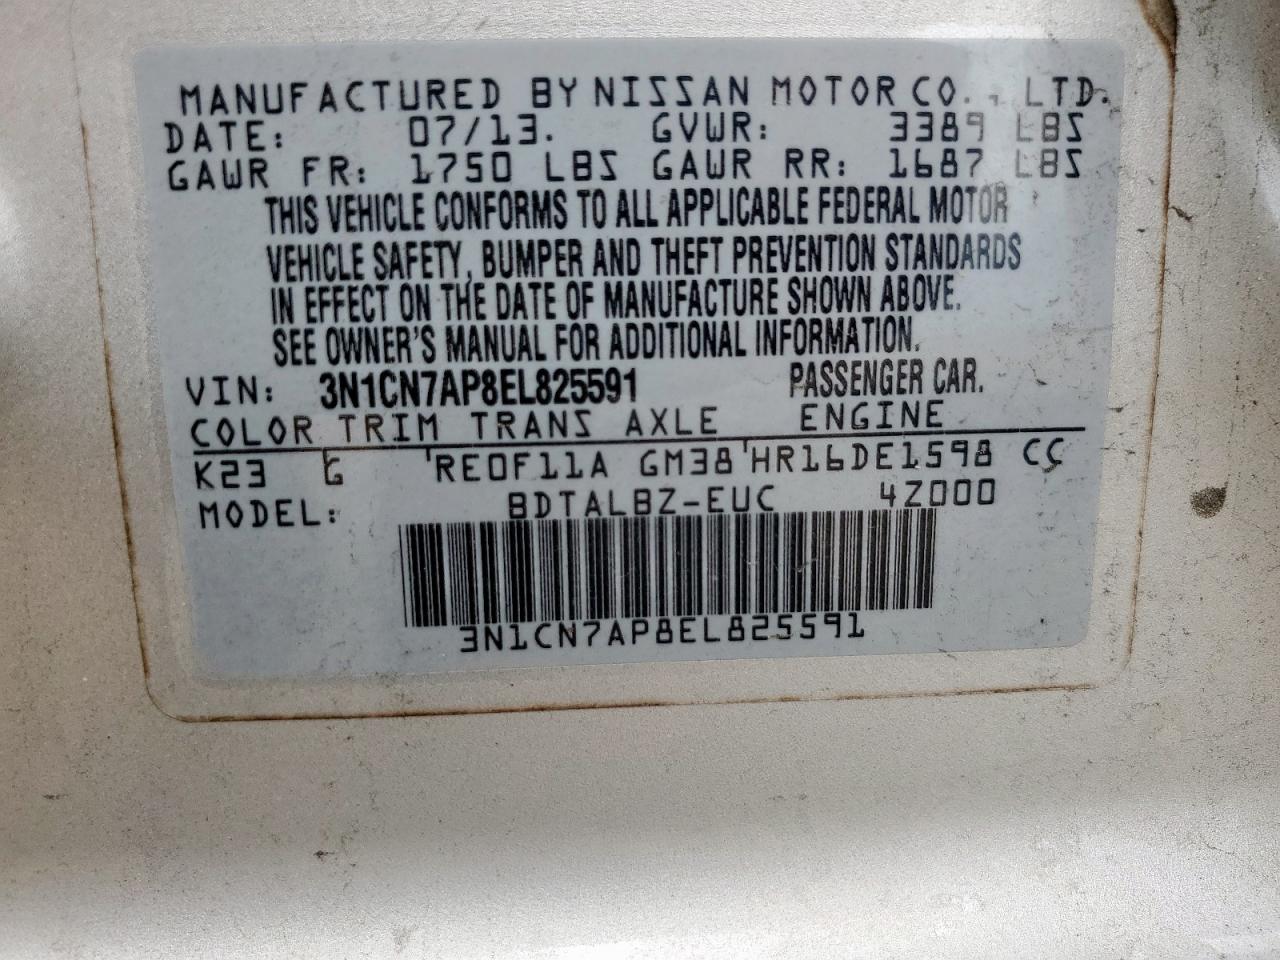 MANUFACTURED BY NISSAN MOTOR CO., LTD.
DATE: 07/13. GVWR: 3389 LBS
GAWR FR: 1750 LBS GAWR RR: 1687 LBS
THIS VEHICLE CONFORMS TO ALL APPLICABLE FEDERAL MOTOR
VEHICLE SAFETY, BUMPER AND THEFT PREVENTION STANDARDS
IN EFFECT ON THE DATE OF MANUFACTURE SHOWN ABOVE.
SEE OWNER'S MANUAL FOR ADDITIONAL INFORMATION.
VIN: 3N1CN7AP8EL825591 PASSENGER CAR.
COLOR TRIM TRANS AXLE ENGINE
K23 G RE0F11A GM38 HR16DE1598 CC
MODEL: BDTALBZ-EUC 4Z000
3N1CN7AP8EL825591